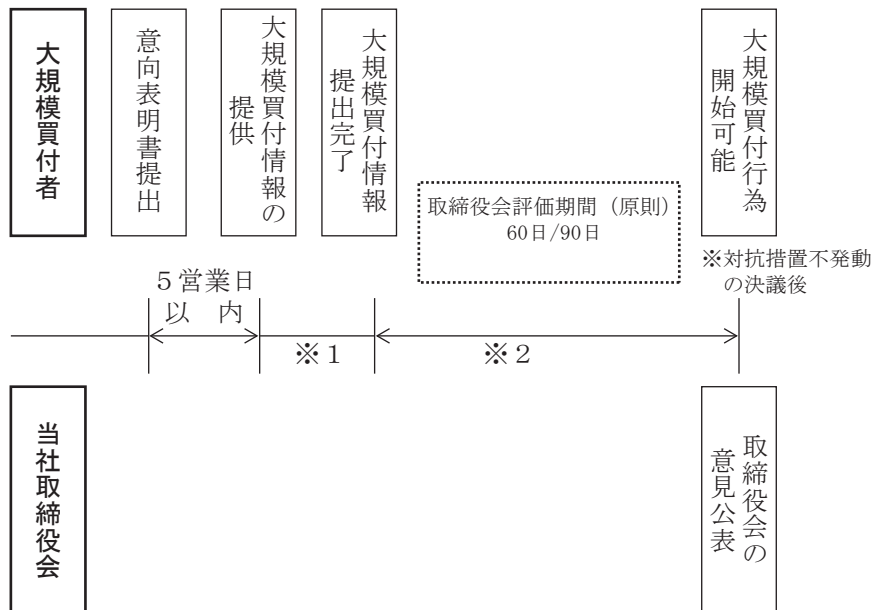 大規模買付者
意向表明書提出
大規模買付情報の
提供
大規模買付情報
提出完了
取締役会評価期間（原則）
60日/90日
大規模買付行為
開始可能
※対抗措置不発動
の決議後
５営業日
以　内
※１
※２
当社取締役会
取締役会の
意見公表